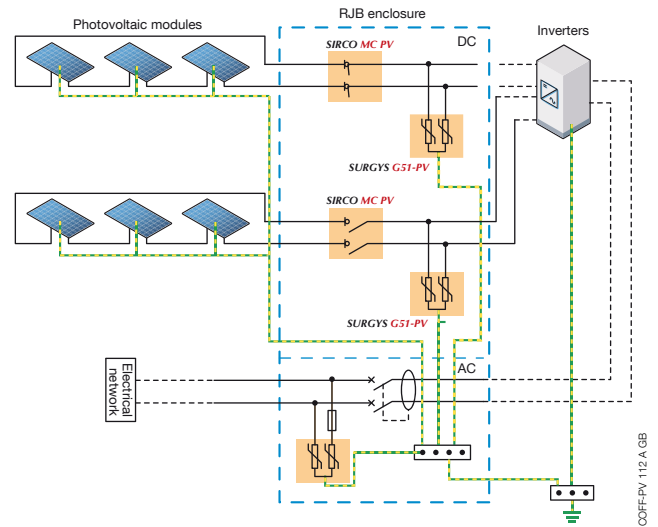 Photovoltaic modules
RJB enclosure
Inverters
SIRCO MC PV
DC
SURGYS G51-PV
SIRCO MC PV
SURGYS G51-PV
AC
Electrical
network
COFF-PV 112 A GB